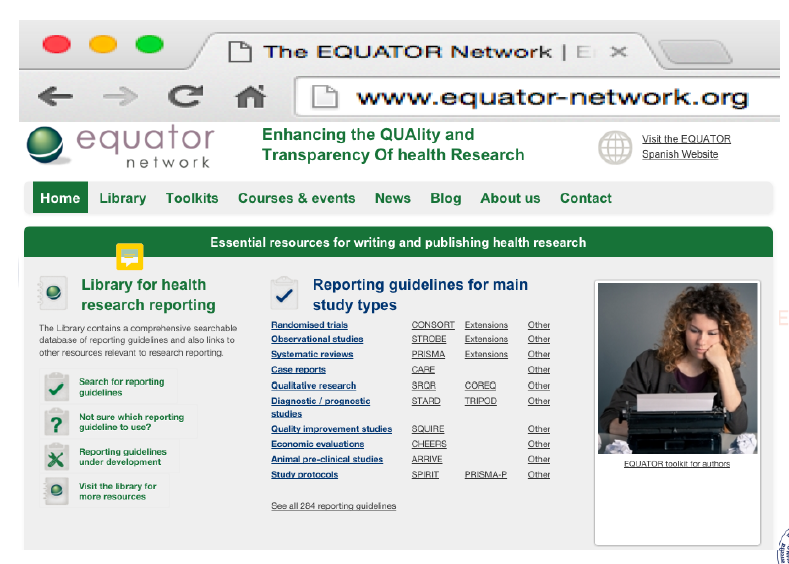 The EQUATOR Network | E
www.equator-network.org
equator
network
Enhancing the QUAlity and
Transparency Of health Research
Visit the EQUATOR
Spanish Website
Home Library Toolkits Courses & events News Blog About us Contact
Essential resources for writing and publishing health research
Library for health
research reporting
The Library contains a comprehensive searchable
database of reporting guidelines and also links to
other resources relevant to research reporting.
Search for reporting
guidelines
Not sure which reporting
guideline to use?
Reporting guidelines
under development
Visit the library for
more resources
Reporting guidelines for main
study types
Randomised trials CONSORT Extensions Other
Observational studies STROBE Extensions Other
Systematic reviews PRISMA Extensions Other
Case reports CARE Other
Qualitative research SRQR COREQ Other
Diagnostic / prognostic STARD TRIPOD Other
studies
Quality improvement studies SQUIRE Other
Economic evaluations CHEERS Other
Animal pre-clinical studies ARRIVE Other
Study protocols SPIRIT PRISMA-P Other
See all 284 reporting guidelines
EQUATOR toolkit for authors